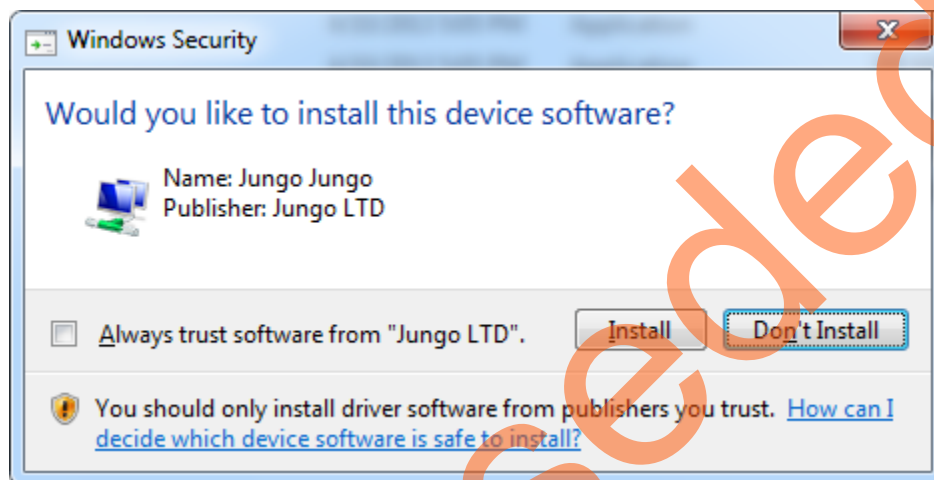 Windows Security
Would you like to install this device software?
Name: Jungo Jungo
Publisher: Jungo LTD
Always trust software from "Jungo LTD".
Install
Don't Install
You should only install driver software from publishers you trust. How can I
decide which device software is safe to install?